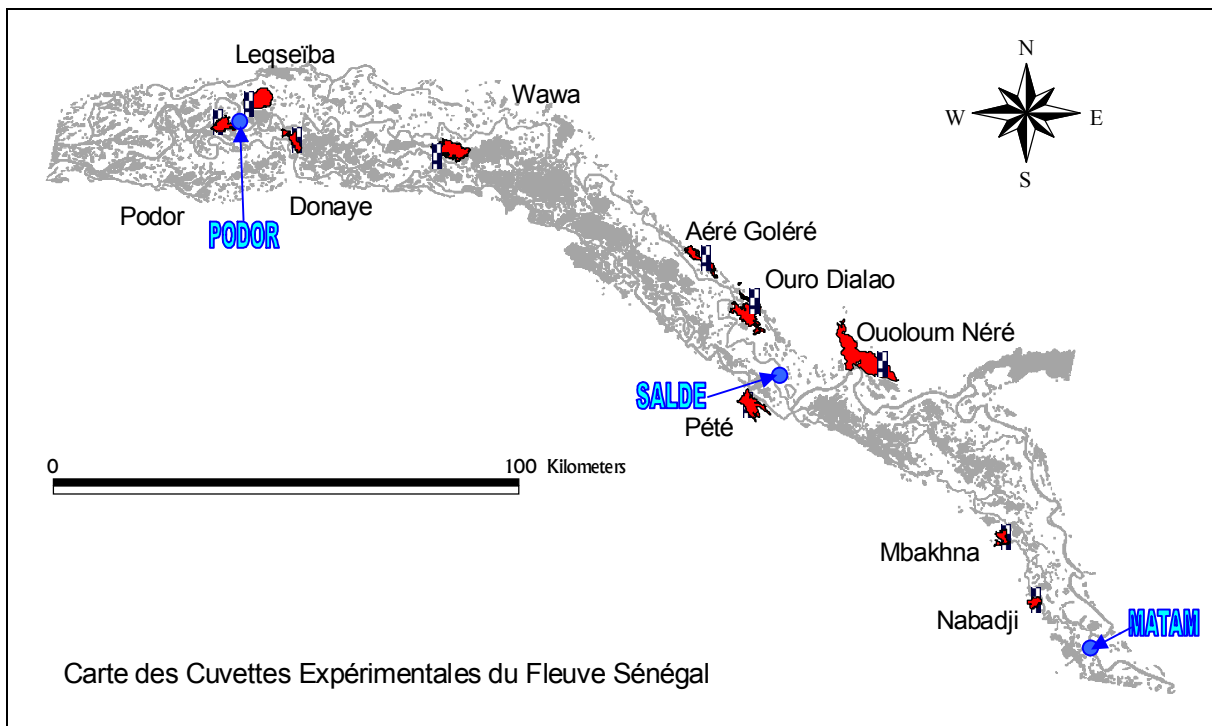 Leqseïba
N
Wawa
W
E
S
Podor
Donaye
PODOR
Aéré Goléré
Ouro Dialao
Ouoloum Néré
SALDE
Pété
0
100 Kilometers
Mbakhna
Nabadji
MATAM
Carte des Cuvettes Expérimentales du Fleuve Sénégal